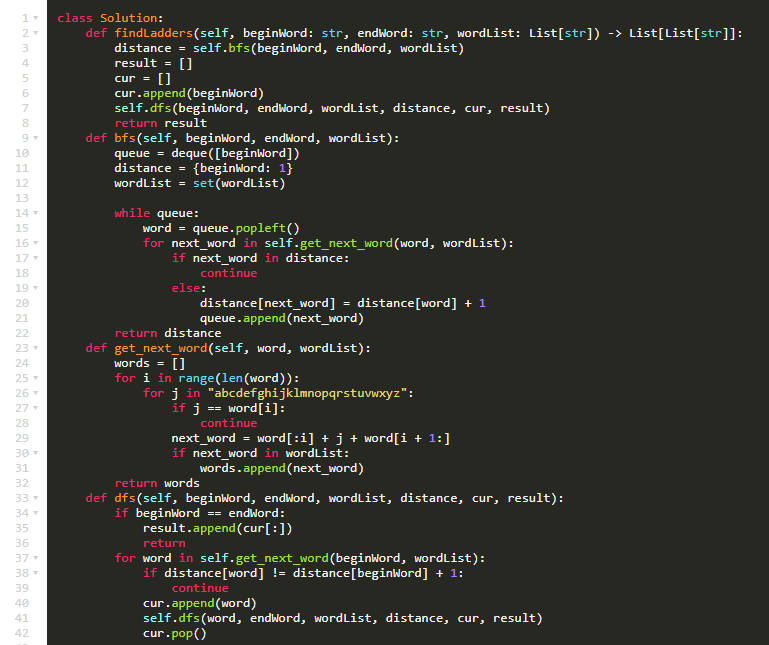 1 class Solution:
2     def findLadders(self, beginWord: str, endWord: str, wordList: List[str]) -> List[List[str]]:
3         distance = self.bfs(beginWord, endWord, wordList)
4         result = []
5         cur = []
6         cur.append(beginWord)
7         self.dfs(beginWord, endWord, wordList, distance, cur, result)
8         return result
9     def bfs(self, beginWord, endWord, wordList):
10         queue = deque([beginWord])
11         distance = {beginWord: 1}
12         wordList = set(wordList)
13
14         while queue:
15             word = queue.popleft()
16             for next_word in self.get_next_word(word, wordList):
17                 if next_word in distance:
18                     continue
19                 else:
20                     distance[next_word] = distance[word] + 1
21                     queue.append(next_word)
22         return distance
23     def get_next_word(self, word, wordList):
24         words = []
25         for i in range(len(word)):
26             for j in "abcdefghijklmnopqrstuvwxyz":
27                 if j == word[i]:
28                     continue
29                 next_word = word[:i] + j + word[i + 1:]
30                 if next_word in wordList:
31                     words.append(next_word)
32         return words
33     def dfs(self, beginWord, endWord, wordList, distance, cur, result):
34         if beginWord == endWord:
35             result.append(cur[:])
36             return
37         for word in self.get_next_word(beginWord, wordList):
38             if distance[word] != distance[beginWord] + 1:
39                 continue
40             cur.append(word)
41             self.dfs(word, endWord, wordList, distance, cur, result)
42             cur.pop()